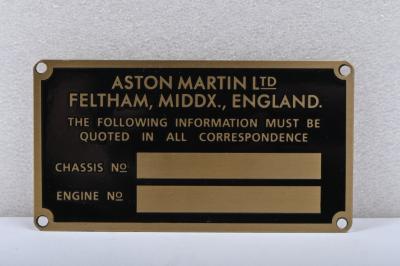 ASTON MARTIN LTD
FELTHAM, MIDDX., ENGLAND.
THE FOLLOWING INFORMATION MUST BE
QUOTED IN ALL CORRESPONDENCE
CHASSIS NO
ENGINE NO